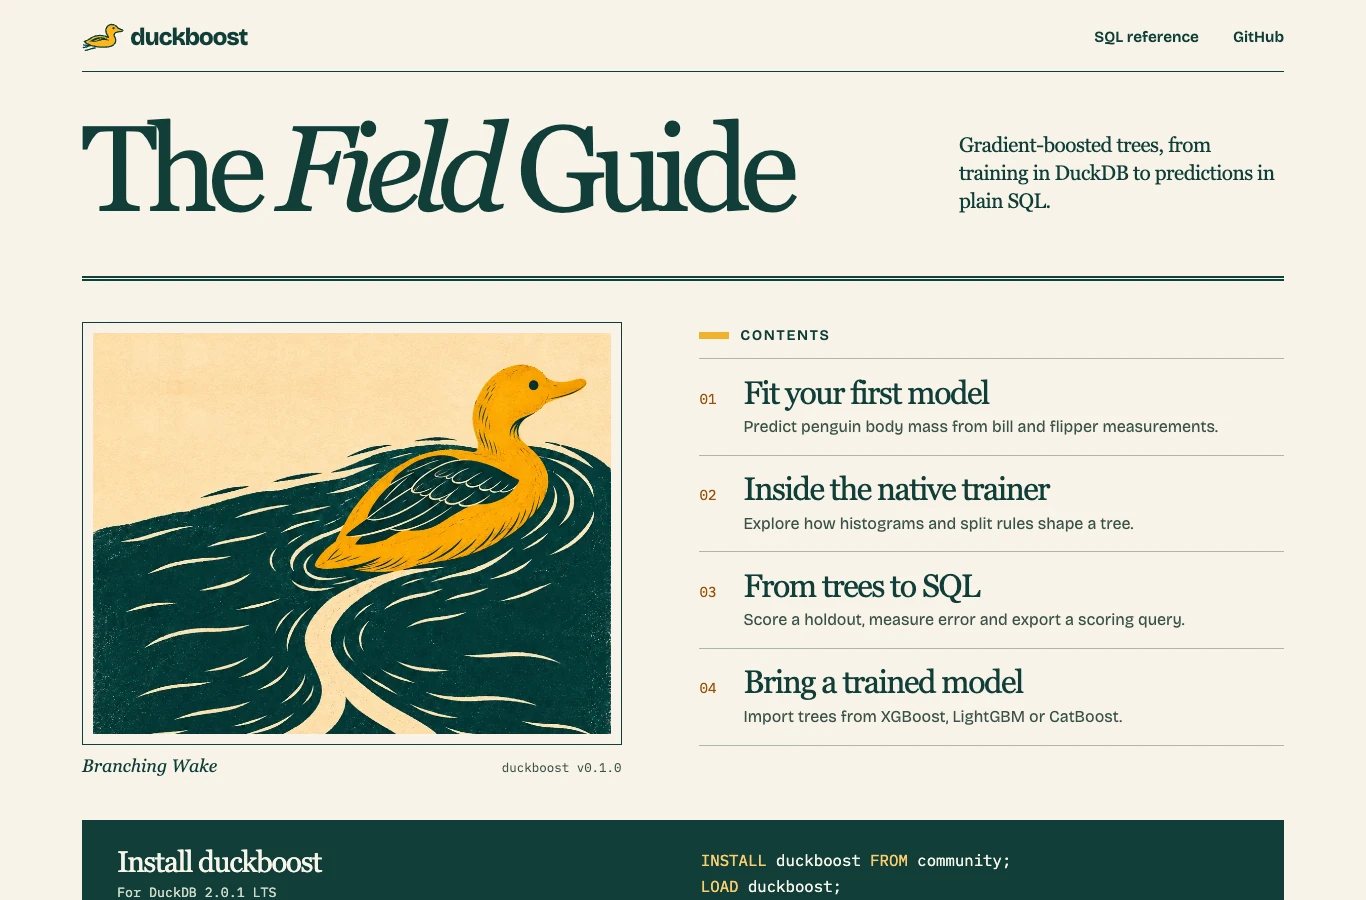 duckboost
SQL reference
GitHub
The Field Guide
Gradient-boosted trees, from
training in DuckDB to predictions in
plain SQL.
Branching Wake
duckboost v0.1.0
CONTENTS
01
Fit your first model
Predict penguin body mass from bill and flipper measurements.
02
Inside the native trainer
Explore how histograms and split rules shape a tree.
03
From trees to SQL
Score a holdout, measure error and export a scoring query.
04
Bring a trained model
Import trees from XGBoost, LightGBM or CatBoost.
Install duckboost
For DuckDB 2.0.1 LTS
INSTALL duckboost FROM community;
LOAD duckboost;